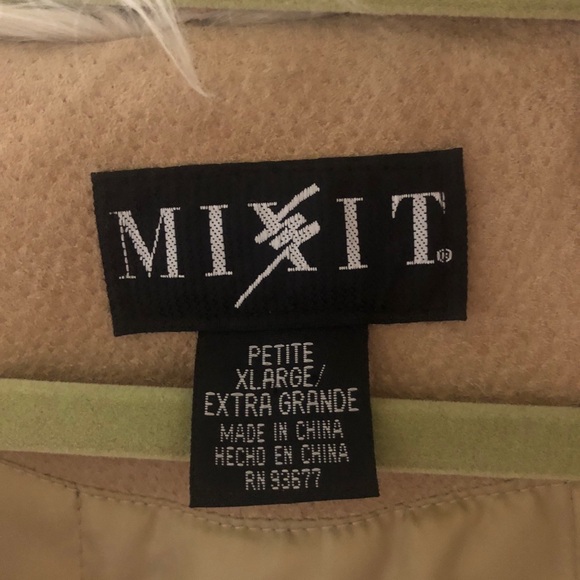 MIXIT®
PETITE
XLARGE/
EXTRA GRANDE
MADE IN CHINA
HECHO EN CHINA
RN 93677